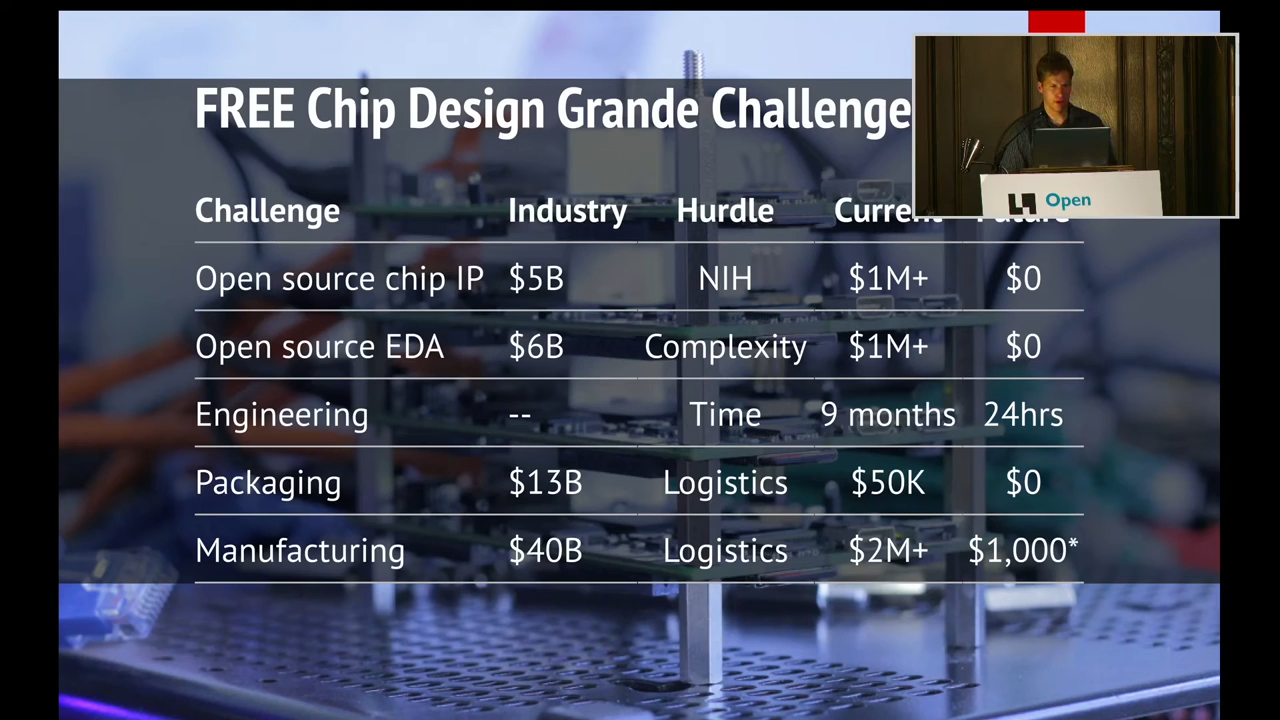 FREE Chip Design Grande Challenge
Challenge Industry Hurdle Current Future
Open source chip IP $5B NIH $1M+ $0
Open source EDA $6B Complexity $1M+ $0
Engineering -- Time 9 months 24hrs
Packaging $13B Logistics $50K $0
Manufacturing $40B Logistics $2M+ $1,000*
Open